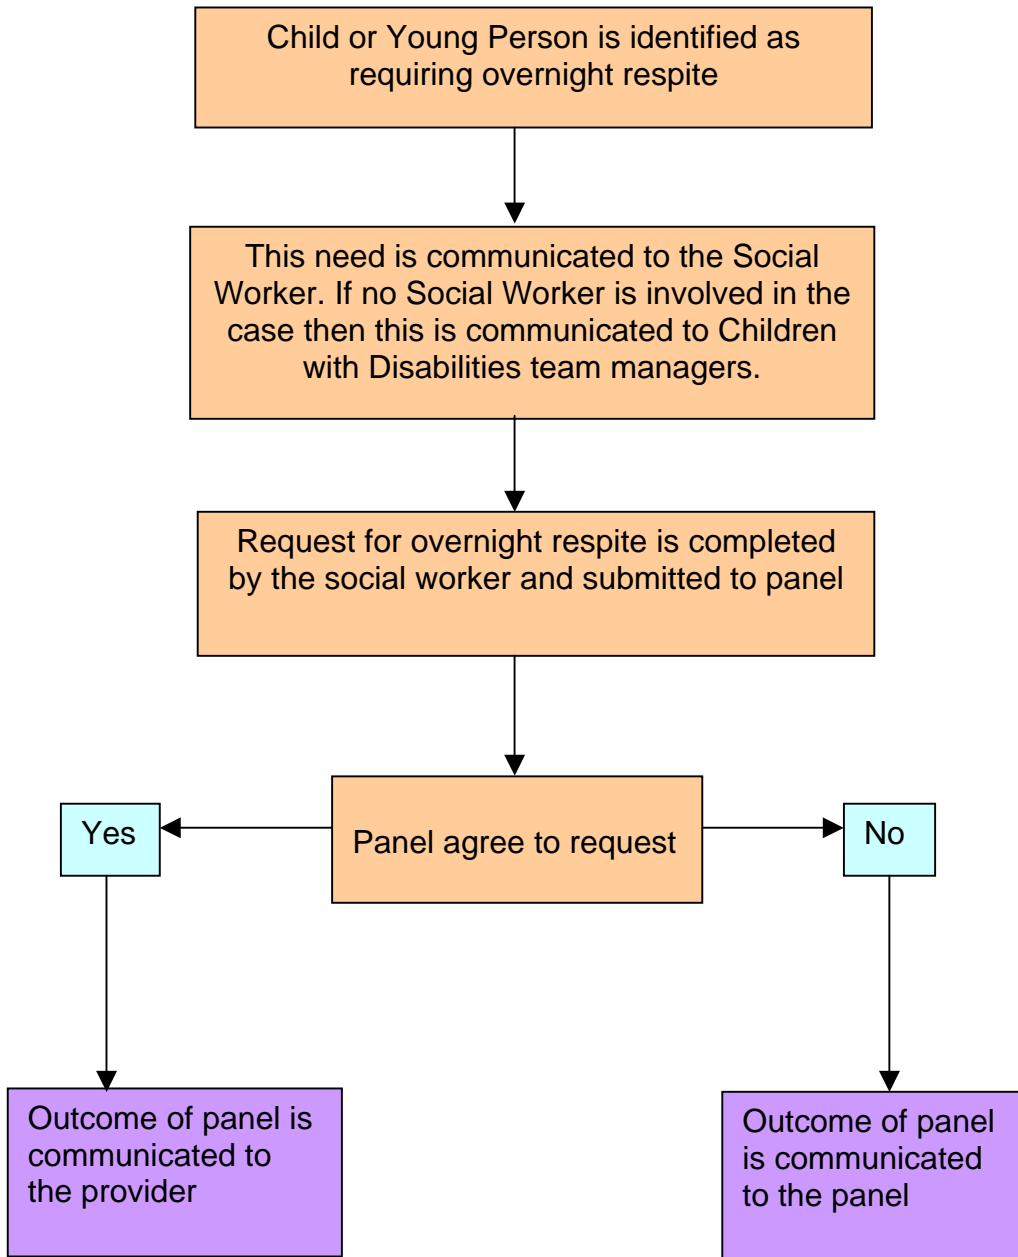 Child or Young Person is identified as
requiring overnight respite
This need is communicated to the Social
Worker. If no Social Worker is involved in the
case then this is communicated to Children
with Disabilities team managers.
Request for overnight respite is completed
by the social worker and submitted to panel
Yes
Panel agree to request
No
Outcome of panel is
communicated to
the provider
Outcome of panel
is communicated
to the panel